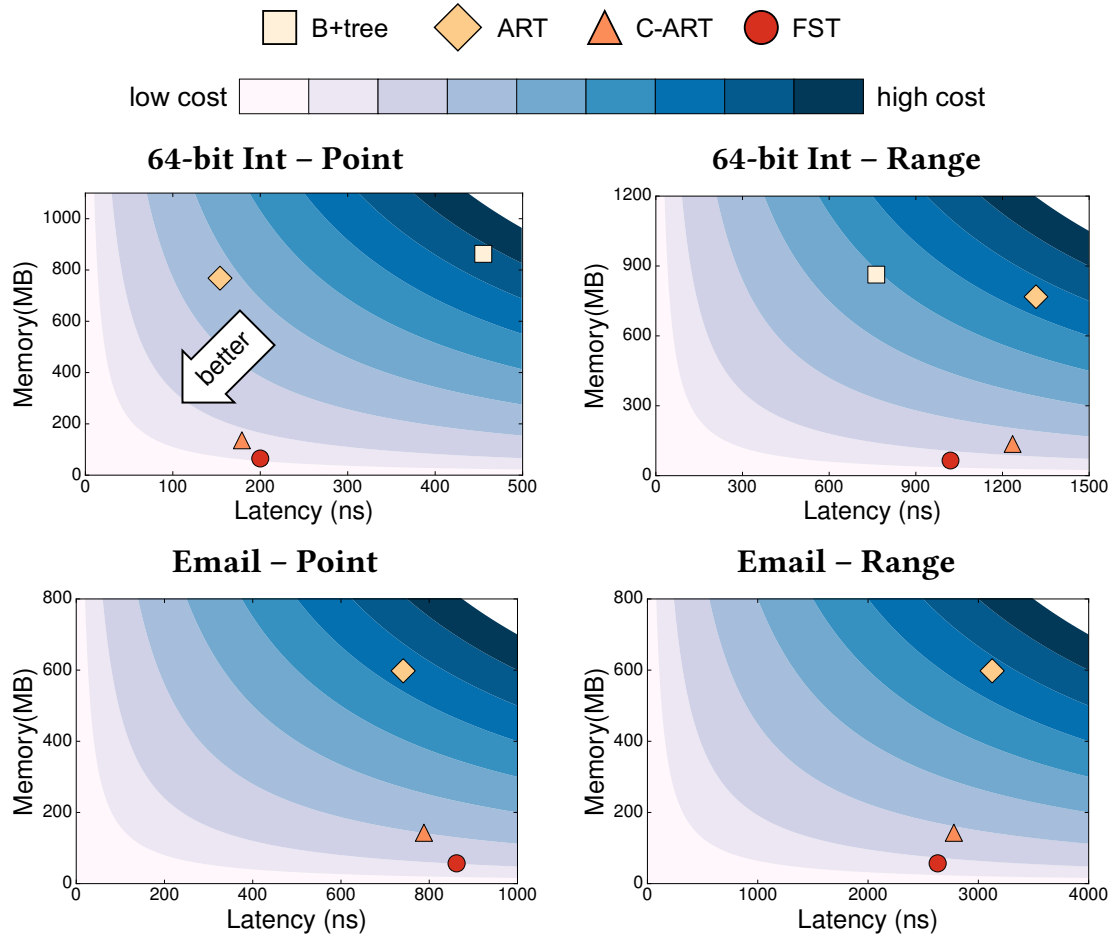 B+tree ART C-ART FST
low cost high cost
64-bit Int – Point
1000
800
600
400
200
0
Memory(MB)
better
0 100 200 300 400 500
Latency (ns)
64-bit Int – Range
1200
900
600
300
0
Memory(MB)
0 300 600 900 1200 1500
Latency (ns)
Email – Point
800
600
400
200
0
Memory(MB)
0 200 400 600 800 1000
Latency (ns)
Email – Range
800
600
400
200
0
Memory(MB)
0 1000 2000 3000 4000
Latency (ns)